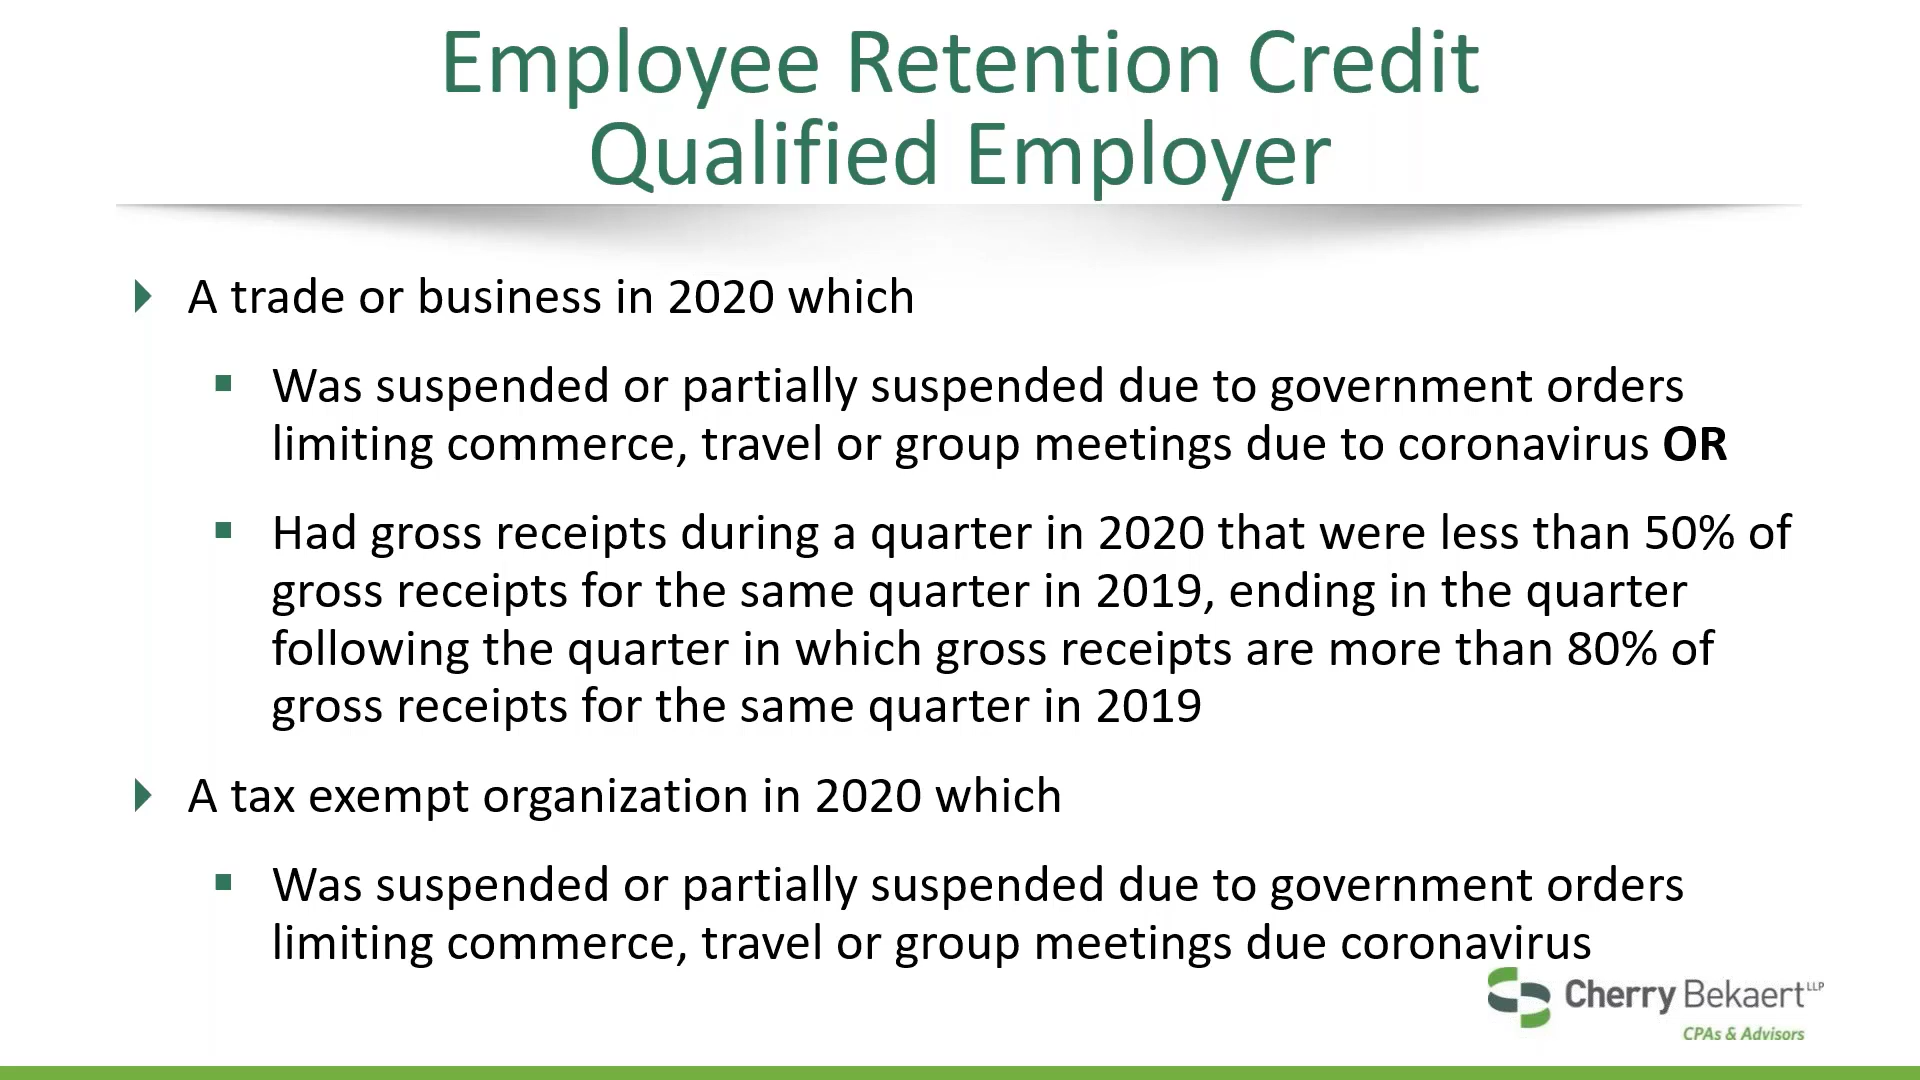 Employee Retention Credit
Qualified Employer
A trade or business in 2020 which
Was suspended or partially suspended due to government orders
limiting commerce, travel or group meetings due to coronavirus OR
Had gross receipts during a quarter in 2020 that were less than 50% of
gross receipts for the same quarter in 2019, ending in the quarter
following the quarter in which gross receipts are more than 80% of
gross receipts for the same quarter in 2019
A tax exempt organization in 2020 which
Was suspended or partially suspended due to government orders
limiting commerce, travel or group meetings due coronavirus
Cherry Bekaert LLP
CPAs & Advisors